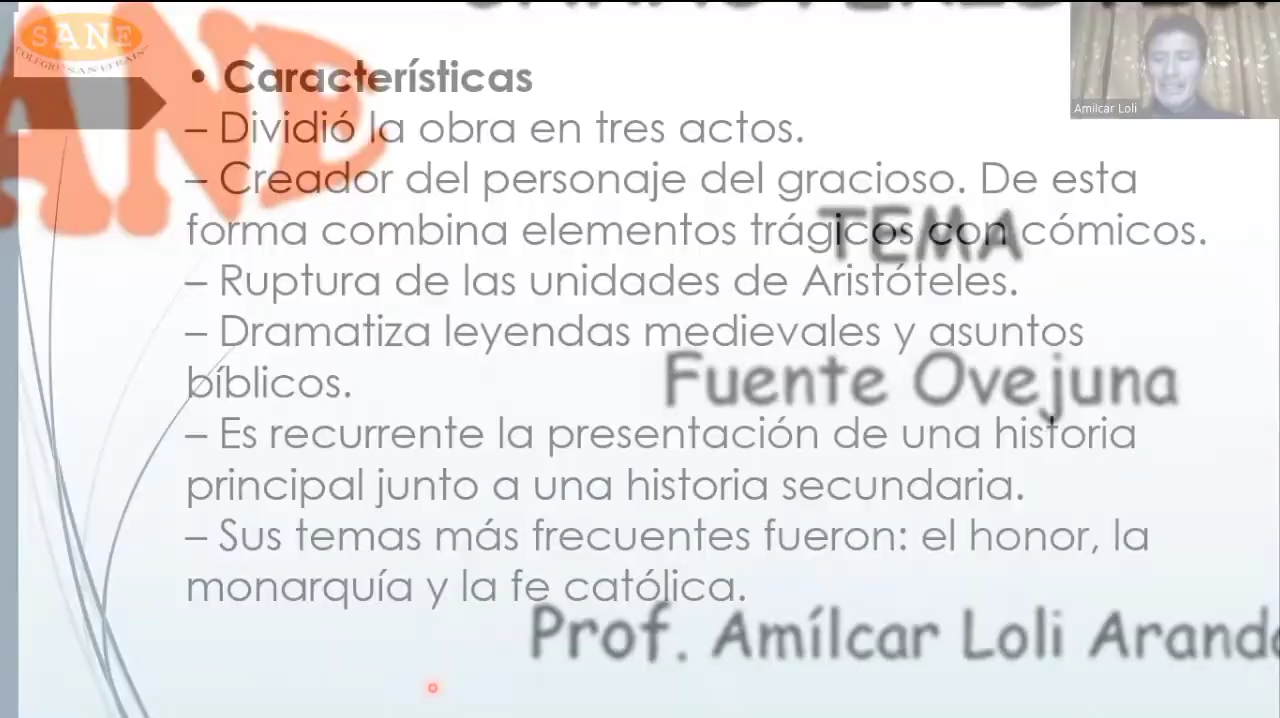 SANE
COLEGIO "SAN EFRAIN"
Amilcar Loli
• Características
– Dividió la obra en tres actos.
– Creador del personaje del gracioso. De esta
forma combina elementos trágicos con cómicos.
TEMA
– Ruptura de las unidades de Aristóteles.
– Dramatiza leyendas medievales y asuntos
bíblicos.
Fuente Ovejuna
– Es recurrente la presentación de una historia
principal junto a una historia secundaria.
– Sus temas más frecuentes fueron: el honor, la
monarquía y la fe católica.
Prof. Amílcar Loli Aranda